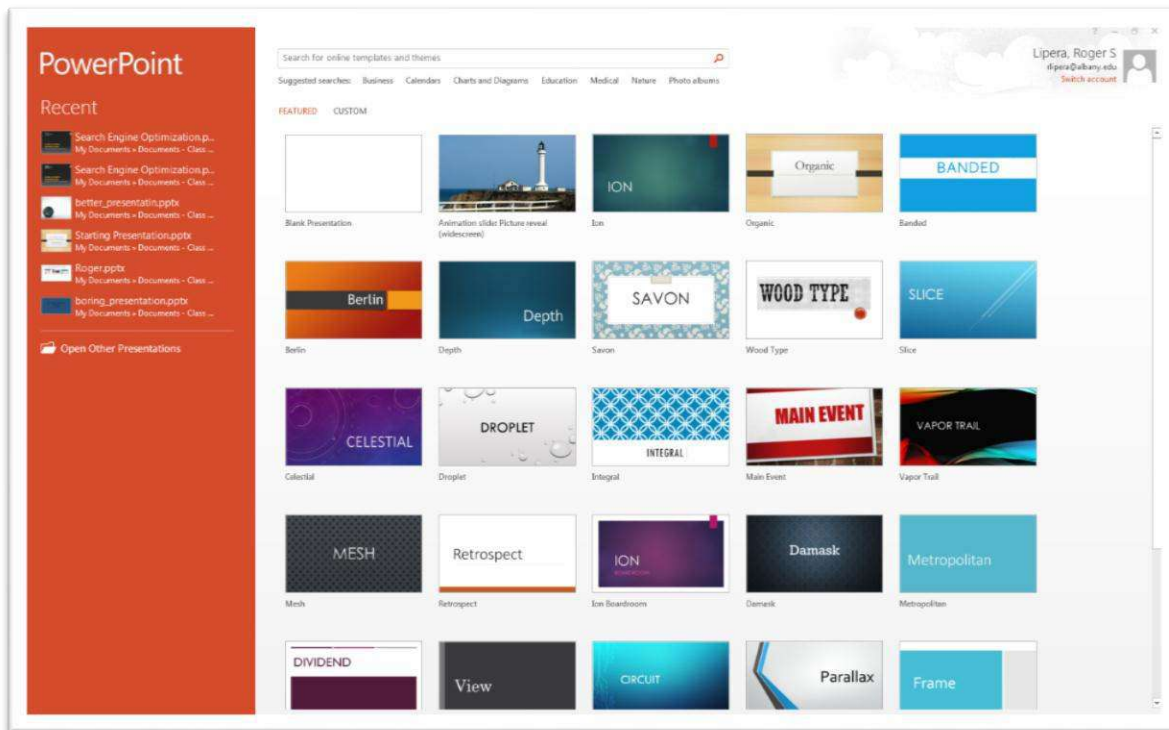 PowerPoint
Recent
Search Engine Optimization.p...
My Documents » Documents - Class ...
Search Engine Optimization.p...
My Documents » Documents - Class ...
better_presentatin.pptx
My Documents » Documents - Class ...
Starting Presentation.pptx
My Documents » Documents - Class ...
Roger.pptx
My Documents » Documents - Class ...
boring_presentation.pptx
My Documents » Documents - Class ...
Open Other Presentations
? – ×
Search for online templates and themes
Lipera, Roger S
rlipera@albany.edu
Switch account
Suggested searches: Business Calendars Charts and Diagrams Education Medical Nature Photo albums
FEATURED CUSTOM
ION Organic BANDED
Blank Presentation Animation slide: Picture reveal (widescreen) Ion Organic Banded
Berlin Depth SAVON WOOD TYPE SLICE
Berlin Depth Savon Wood Type Slice
CELESTIAL DROPLET INTEGRAL MAIN EVENT VAPOR TRAIL
Celestial Droplet Integral Main Event Vapor Trail
MESH Retrospect ION BOARDROOM Damask Metropolitan
Mesh Retrospect Ion Boardroom Damask Metropolitan
DIVIDEND View CIRCUIT Parallax Frame